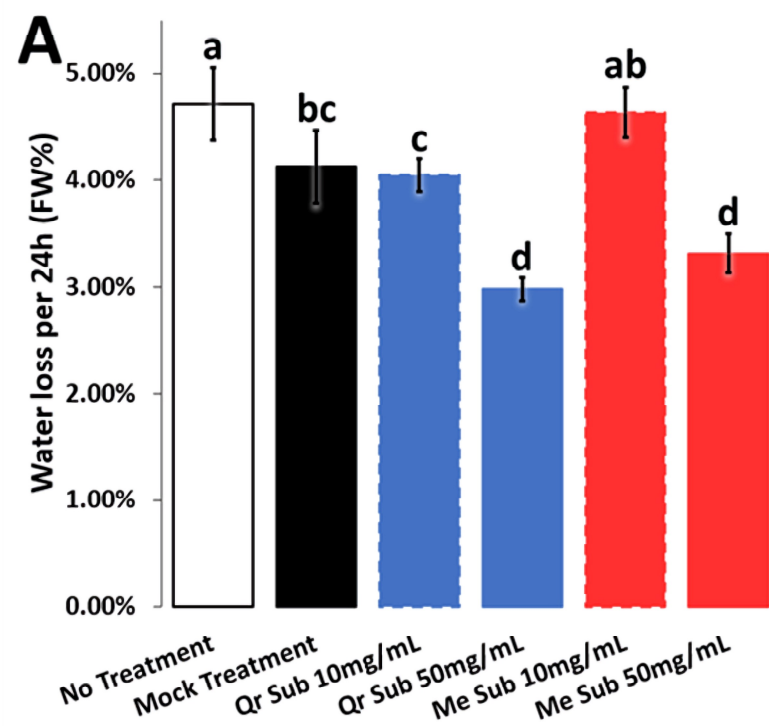 A
Water loss per 24h (FW%)
5.00%
4.00%
3.00%
2.00%
1.00%
0.00%
a
bc
c
d
ab
d
No Treatment
Mock Treatment
Qr Sub 10mg/mL
Qr Sub 50mg/mL
Me Sub 10mg/mL
Me Sub 50mg/mL